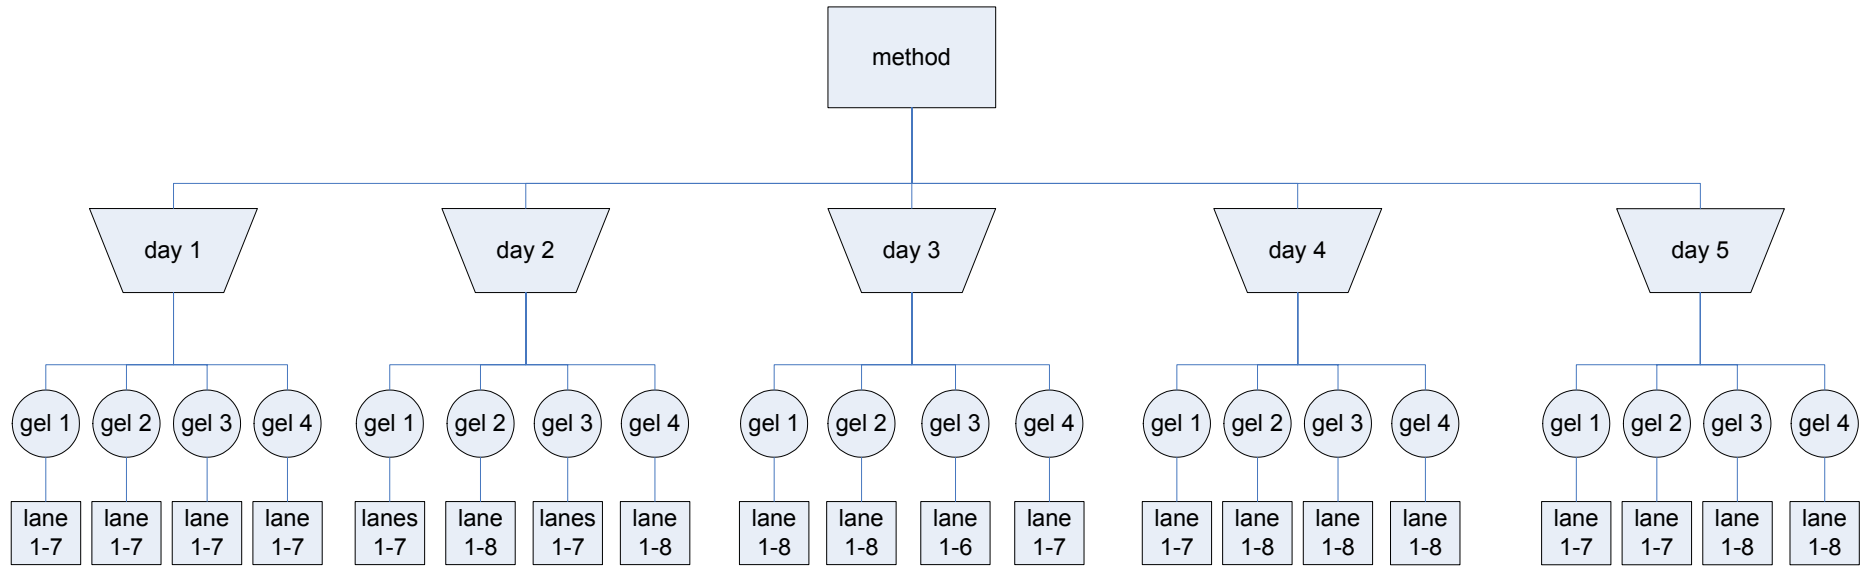 method
day 1
day 2
day 3
day 4
day 5
gel 1
gel 2
gel 3
gel 4
gel 1
gel 2
gel 3
gel 4
gel 1
gel 2
gel 3
gel 4
gel 1
gel 2
gel 3
gel 4
gel 1
gel 2
gel 3
gel 4
lane
1-7
lane
1-7
lane
1-7
lane
1-7
lanes
1-7
lane
1-8
lanes
1-7
lane
1-8
lane
1-8
lane
1-8
lane
1-6
lane
1-7
lane
1-7
lane
1-8
lane
1-8
lane
1-8
lane
1-7
lane
1-7
lane
1-8
lane
1-8